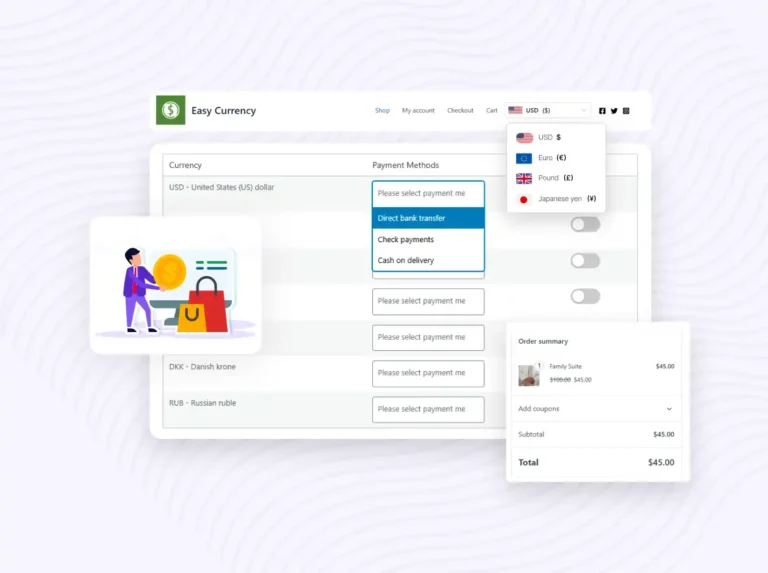 Easy Currency
Shop My account Checkout Cart USD ($)
USD $
Euro (€)
Pound (£)
Japanese yen (¥)
Currency Payment Methods
USD - United States (US) dollar
Please select payment me
Direct bank transfer
Check payments
Cash on delivery
Please select payment me
Please select payment me
DKK - Danish krone
Please select payment me
RUB - Russian ruble
Please select payment me
Order summary
1
Family Suite $45.00
$100.00 $45.00
Add coupons
Subtotal $45.00
Total $45.00